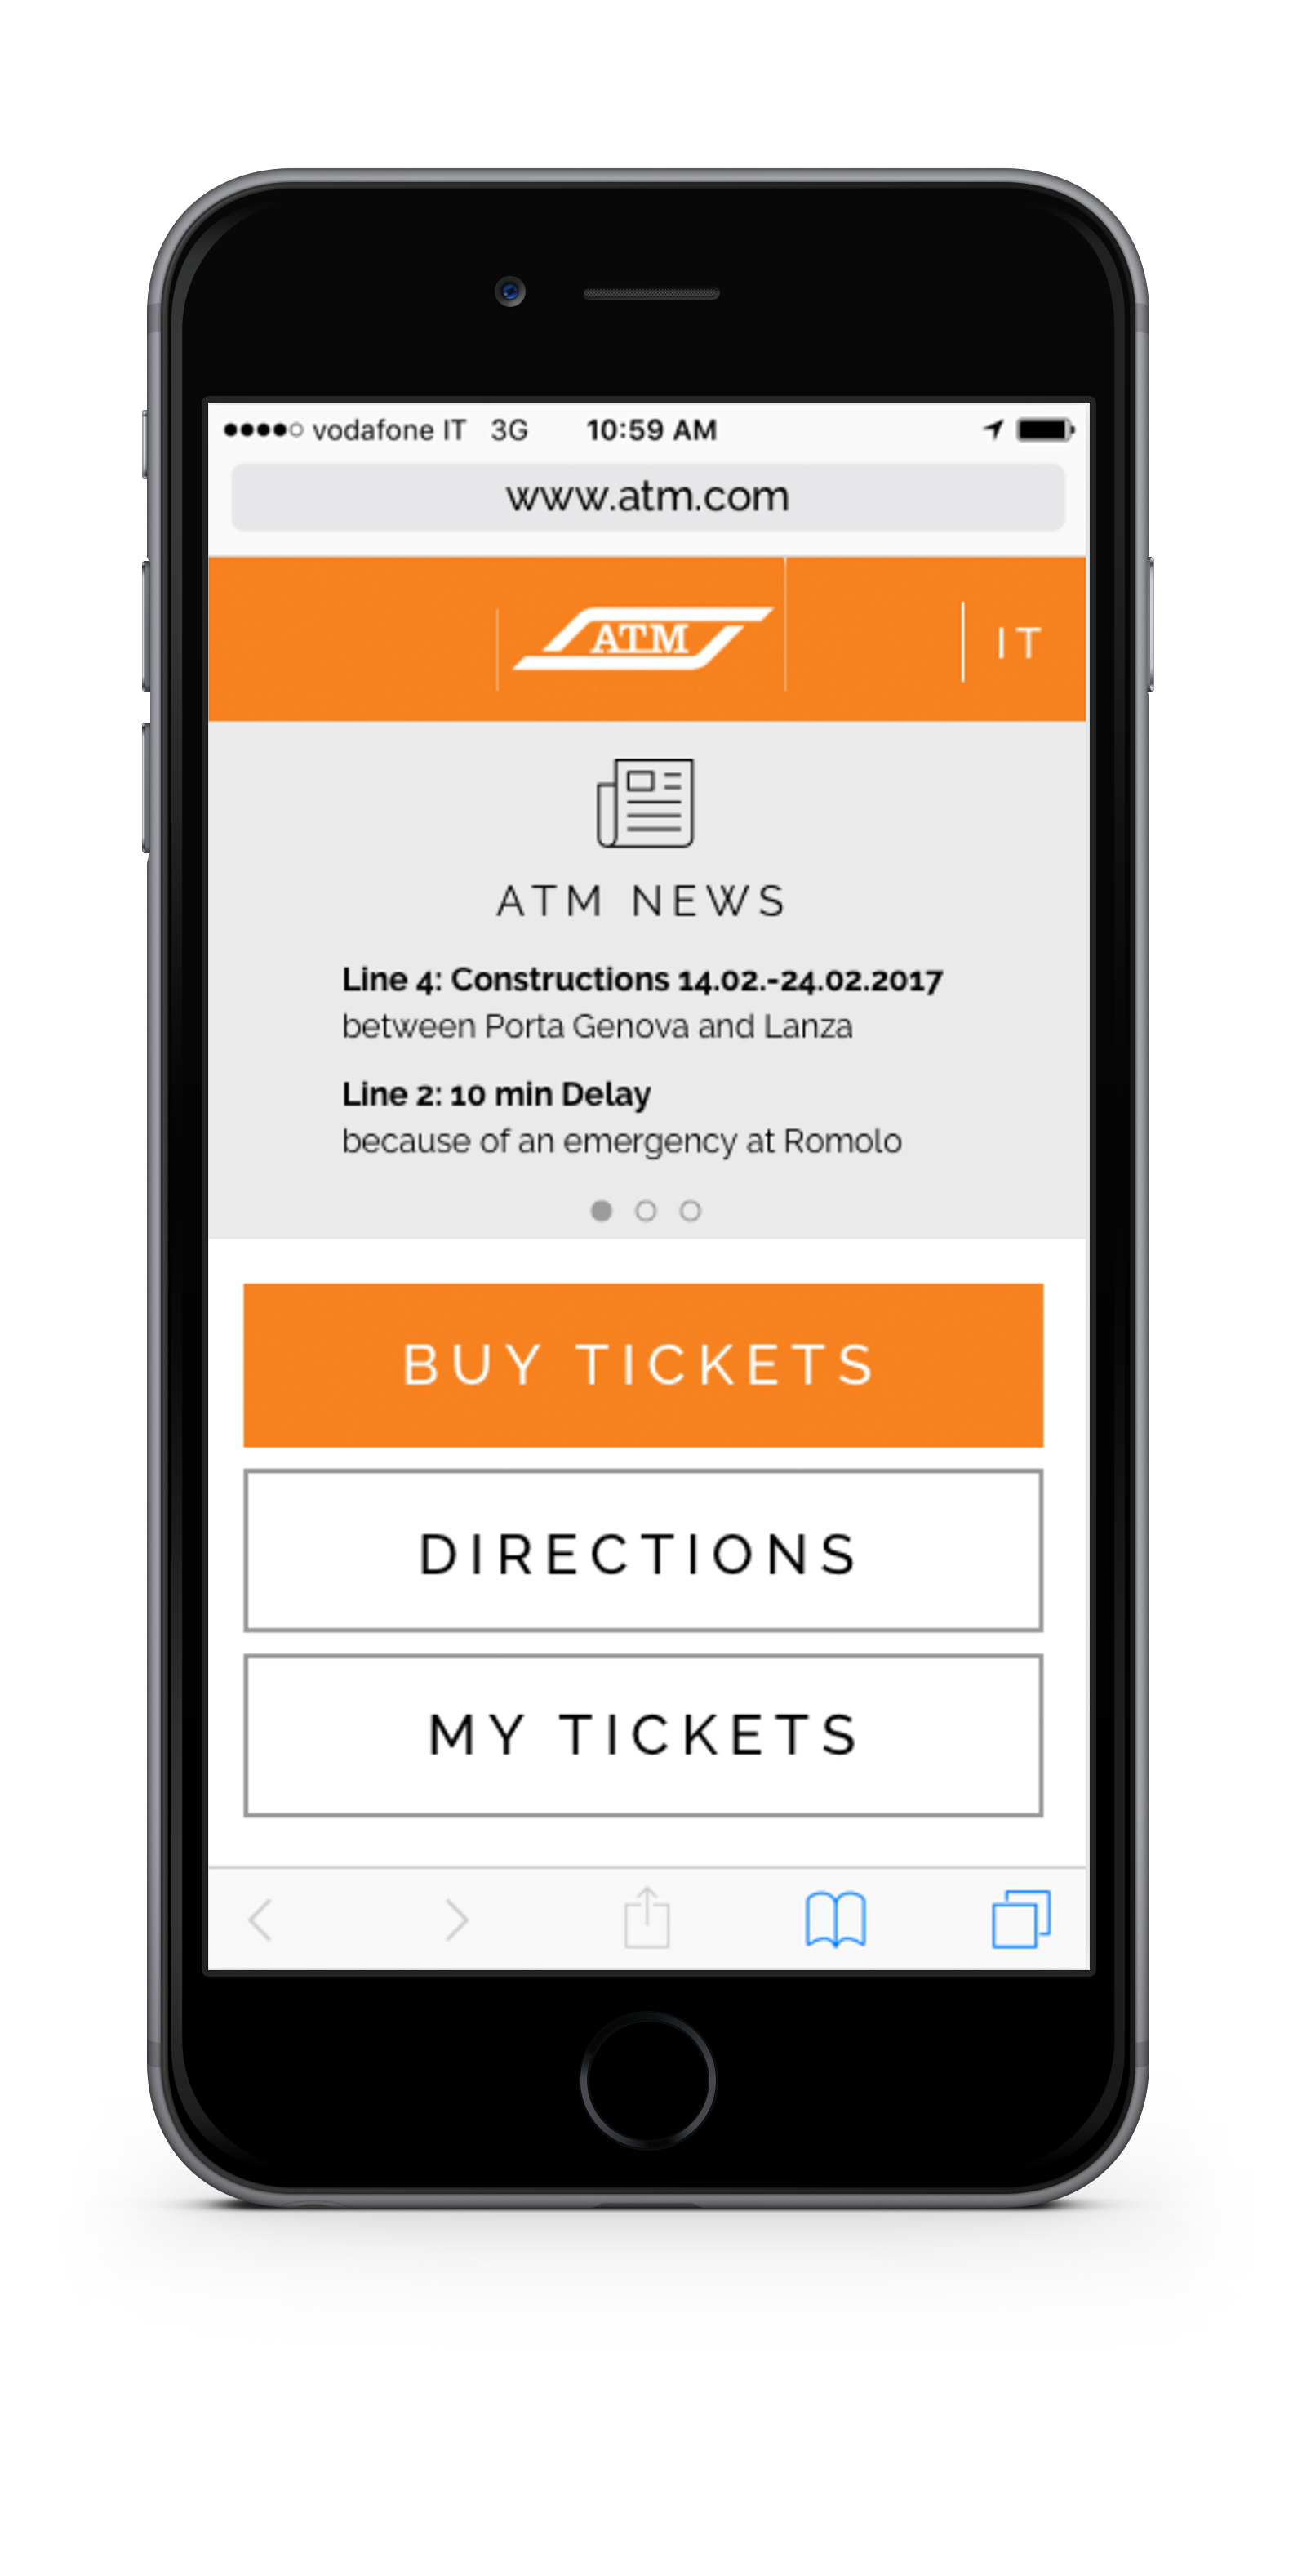 vodafone IT 3G 10:59 AM
www.atm.com
ATM
IT
ATM NEWS
Line 4: Constructions 14.02.-24.02.2017
between Porta Genova and Lanza
Line 2: 10 min Delay
because of an emergency at Romolo
BUY TICKETS
DIRECTIONS
MY TICKETS